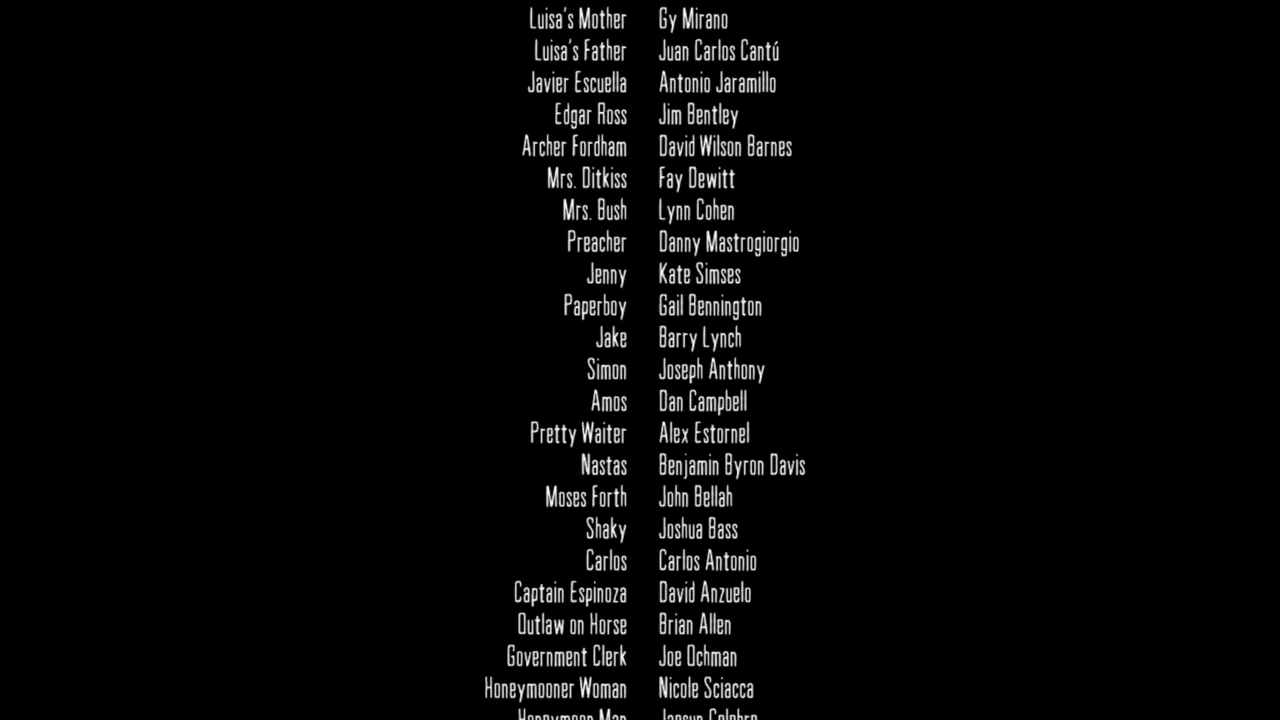 Luisa's Mother Gy Mirano
Luisa's Father Juan Carlos Cantú
Javier Escuella Antonio Jaramillo
Edgar Ross Jim Bentley
Archer Fordham David Wilson Barnes
Mrs. Ditkiss Fay Dewitt
Mrs. Bush Lynn Cohen
Preacher Danny Mastrogiorgio
Jenny Kate Simses
Paperboy Gail Bennington
Jake Barry Lynch
Simon Joseph Anthony
Amos Dan Campbell
Pretty Waiter Alex Estornel
Nastas Benjamin Byron Davis
Moses Forth John Bellah
Shaky Joshua Bass
Carlos Carlos Antonio
Captain Espinoza David Anzuelo
Outlaw on Horse Brian Allen
Government Clerk Joe Ochman
Honeymooner Woman Nicole Sciacca